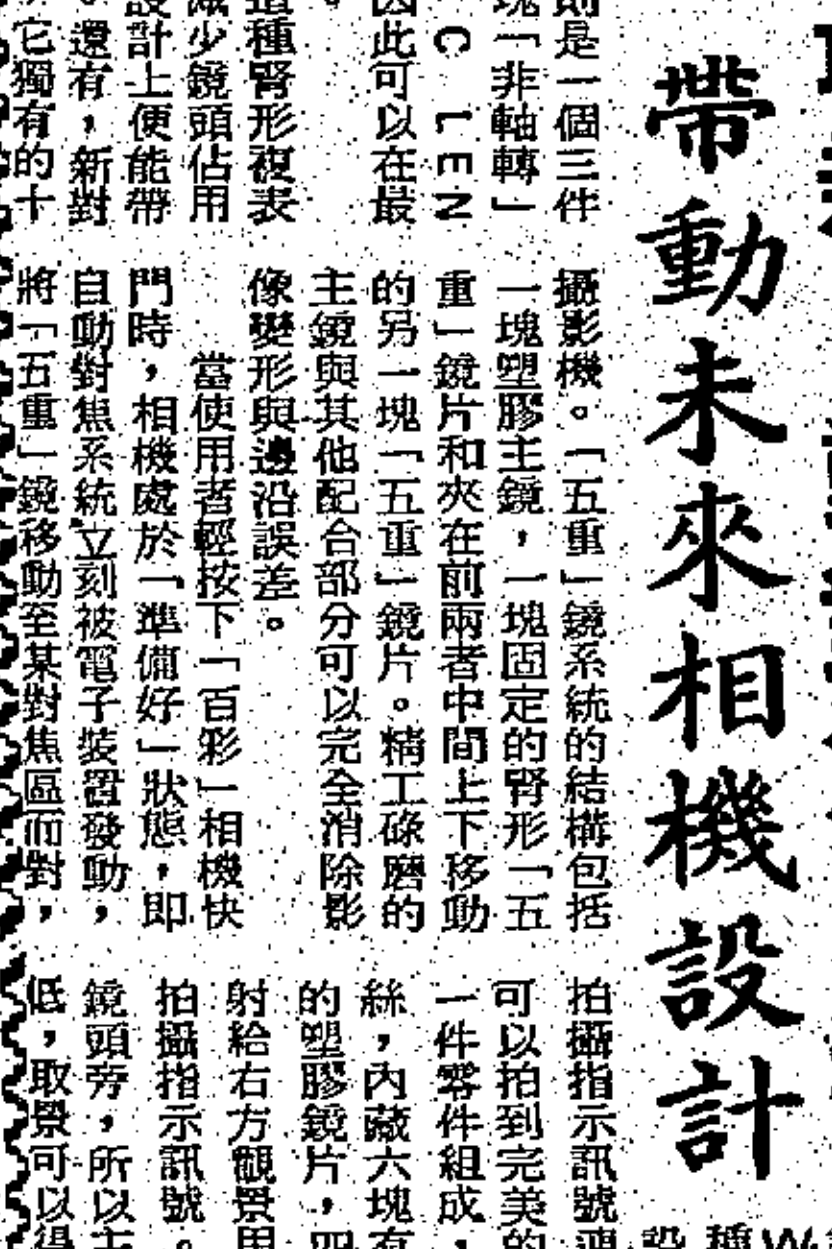 帶動未來相機設計
則是一個三件
塊「非軸轉」
C LEN
因此可以在最
這種腎形複表
減少鏡頭佔用
設計上便能帶
。還有，新對
它獨有的十
攝影機。「五重」鏡系統的結構包括
一塊塑膠主鏡，一塊固定的腎形「五
重」鏡片和夾在前兩者中間上下移動
的另一塊「五重」鏡片。精工磙磨的
主鏡與其他配合部分可以完全消除影
像變形與邊沿誤差。
當使用者輕按下「百彩」相機快
門時，相機處於「準備好」狀態，即
自動對焦系統立刻被電子裝置發動，
將「五重」鏡移動至某對焦區而對，
拍攝指示訊號
可以拍到完美的
一件零件組成，
絲，內藏六塊有
的塑膠鏡片，四
射給右方觀景用
拍攝指示訊號。
鏡頭旁，所以主
低，取景可以得